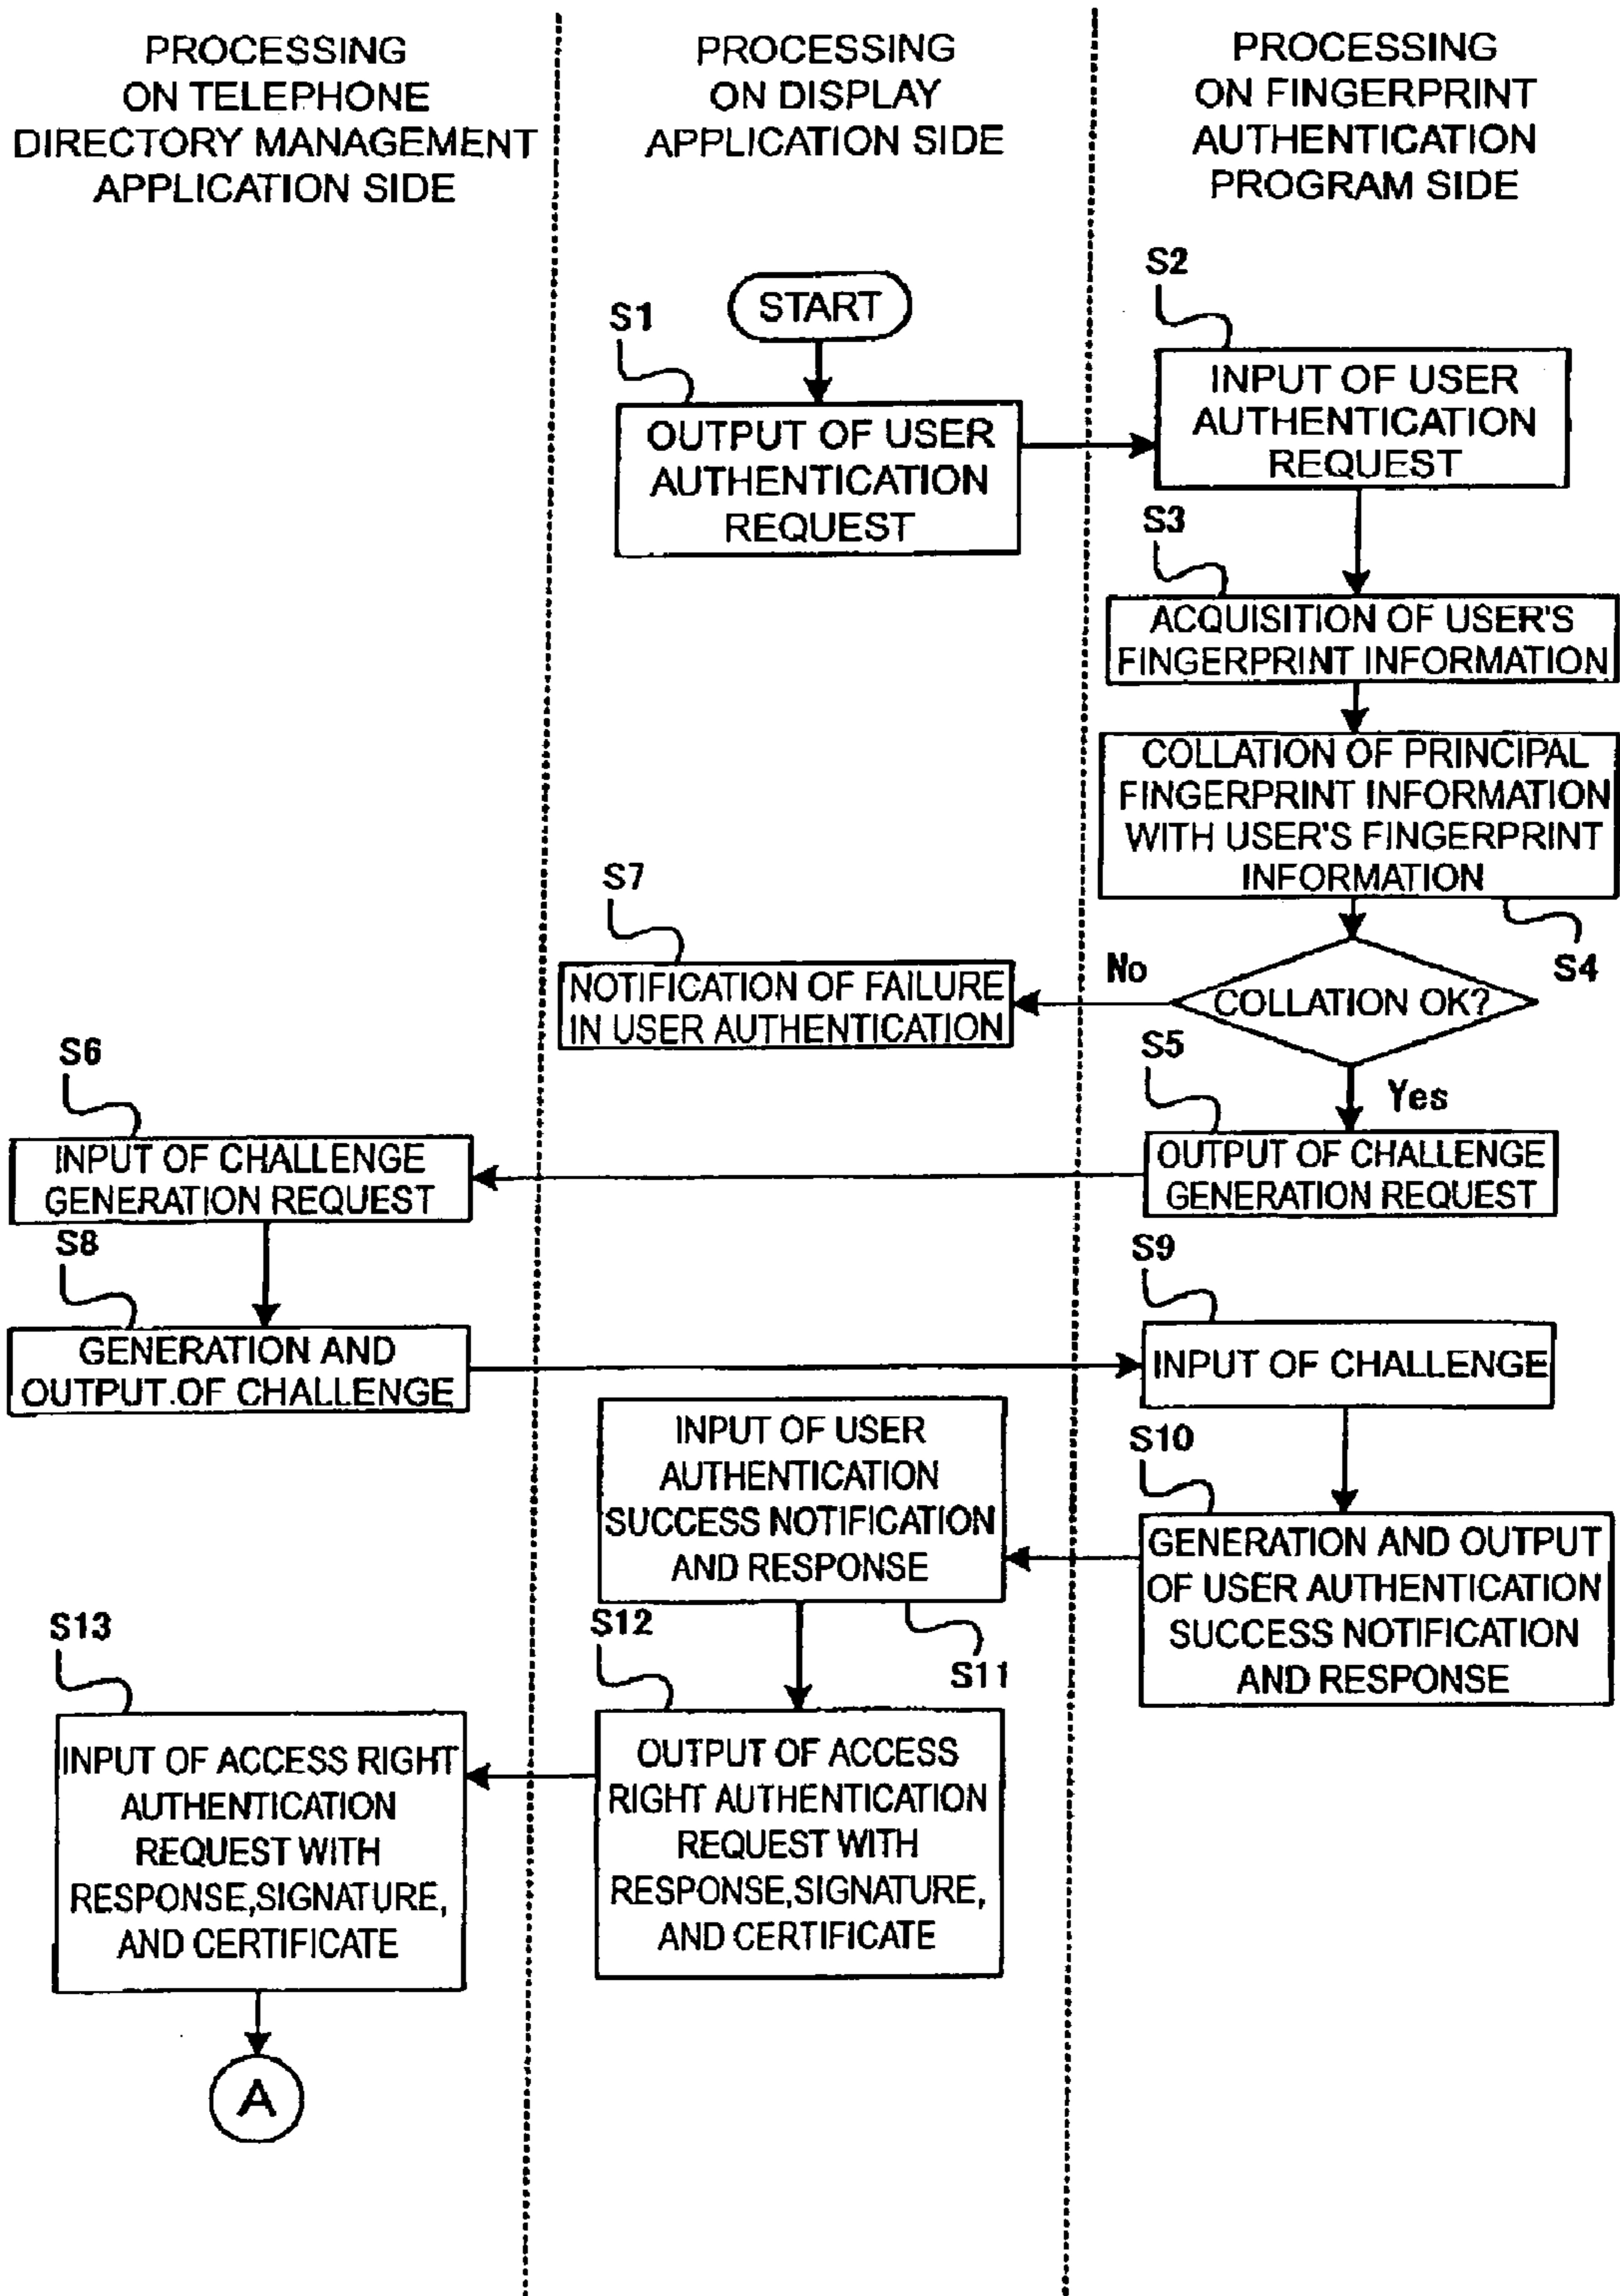 PROCESSING
ON TELEPHONE
DIRECTORY MANAGEMENT
APPLICATION SIDE
PROCESSING
ON DISPLAY
APPLICATION SIDE
PROCESSING
ON FINGERPRINT
AUTHENTICATION
PROGRAM SIDE
START
S1
OUTPUT OF USER
AUTHENTICATION
REQUEST
S2
INPUT OF USER
AUTHENTICATION
REQUEST
S3
ACQUISITION OF USER'S
FINGERPRINT INFORMATION
COLLATION OF PRINCIPAL
FINGERPRINT INFORMATION
WITH USER'S FINGERPRINT
INFORMATION
S4
COLLATION OK?
No
S7
NOTIFICATION OF FAILURE
IN USER AUTHENTICATION
Yes
S5
OUTPUT OF CHALLENGE
GENERATION REQUEST
S6
INPUT OF CHALLENGE
GENERATION REQUEST
S8
GENERATION AND
OUTPUT OF CHALLENGE
S9
INPUT OF CHALLENGE
S10
GENERATION AND OUTPUT
OF USER AUTHENTICATION
SUCCESS NOTIFICATION
AND RESPONSE
INPUT OF USER
AUTHENTICATION
SUCCESS NOTIFICATION
AND RESPONSE
S11
S12
OUTPUT OF ACCESS
RIGHT AUTHENTICATION
REQUEST WITH
RESPONSE,SIGNATURE,
AND CERTIFICATE
S13
INPUT OF ACCESS RIGHT
AUTHENTICATION
REQUEST WITH
RESPONSE,SIGNATURE,
AND CERTIFICATE
A